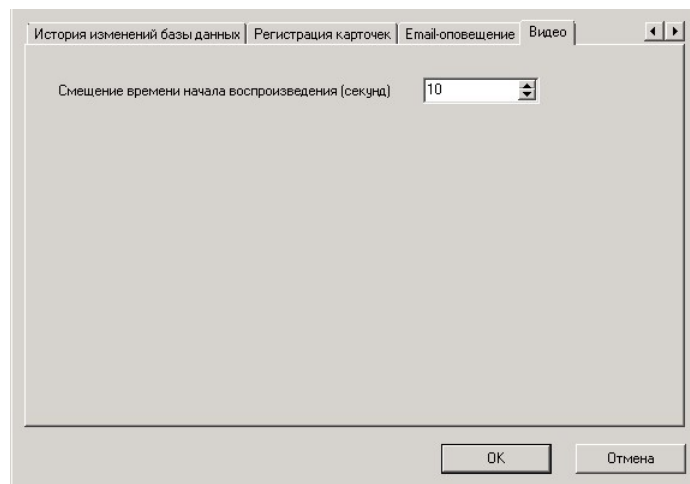 История изменений базы данных Регистрация карточек Email-оповещение Видео
Смещение времени начала воспроизведения (секунд) 10
OK Отмена